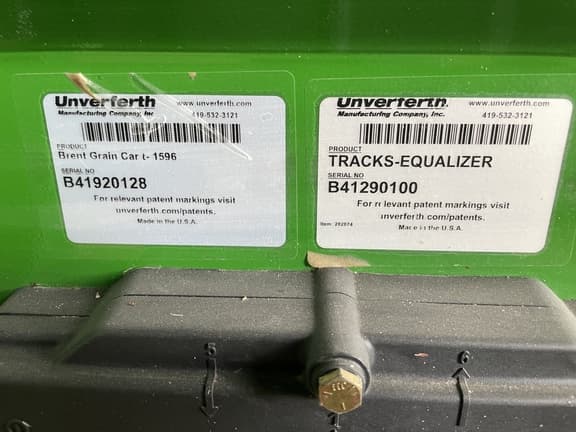 Unverferth www.unverferth.com
Manufacturing Company, Inc. 419-532-3121
PRODUCT
Brent Grain Car t- 1596
SERIAL NO
B41920128
For relevant patent markings visit
unverferth.com/patents.
Made in the U.S.A.
Unverferth. www.unverferth.com
Manufacturing Company, Inc. 419-532-3121
PRODUCT
TRACKS-EQUALIZER
SERIAL NO
B41290100
For relevant patent markings visit
unverferth.com/patents.
Item: 282074 Made in the U.S.A.
5
6